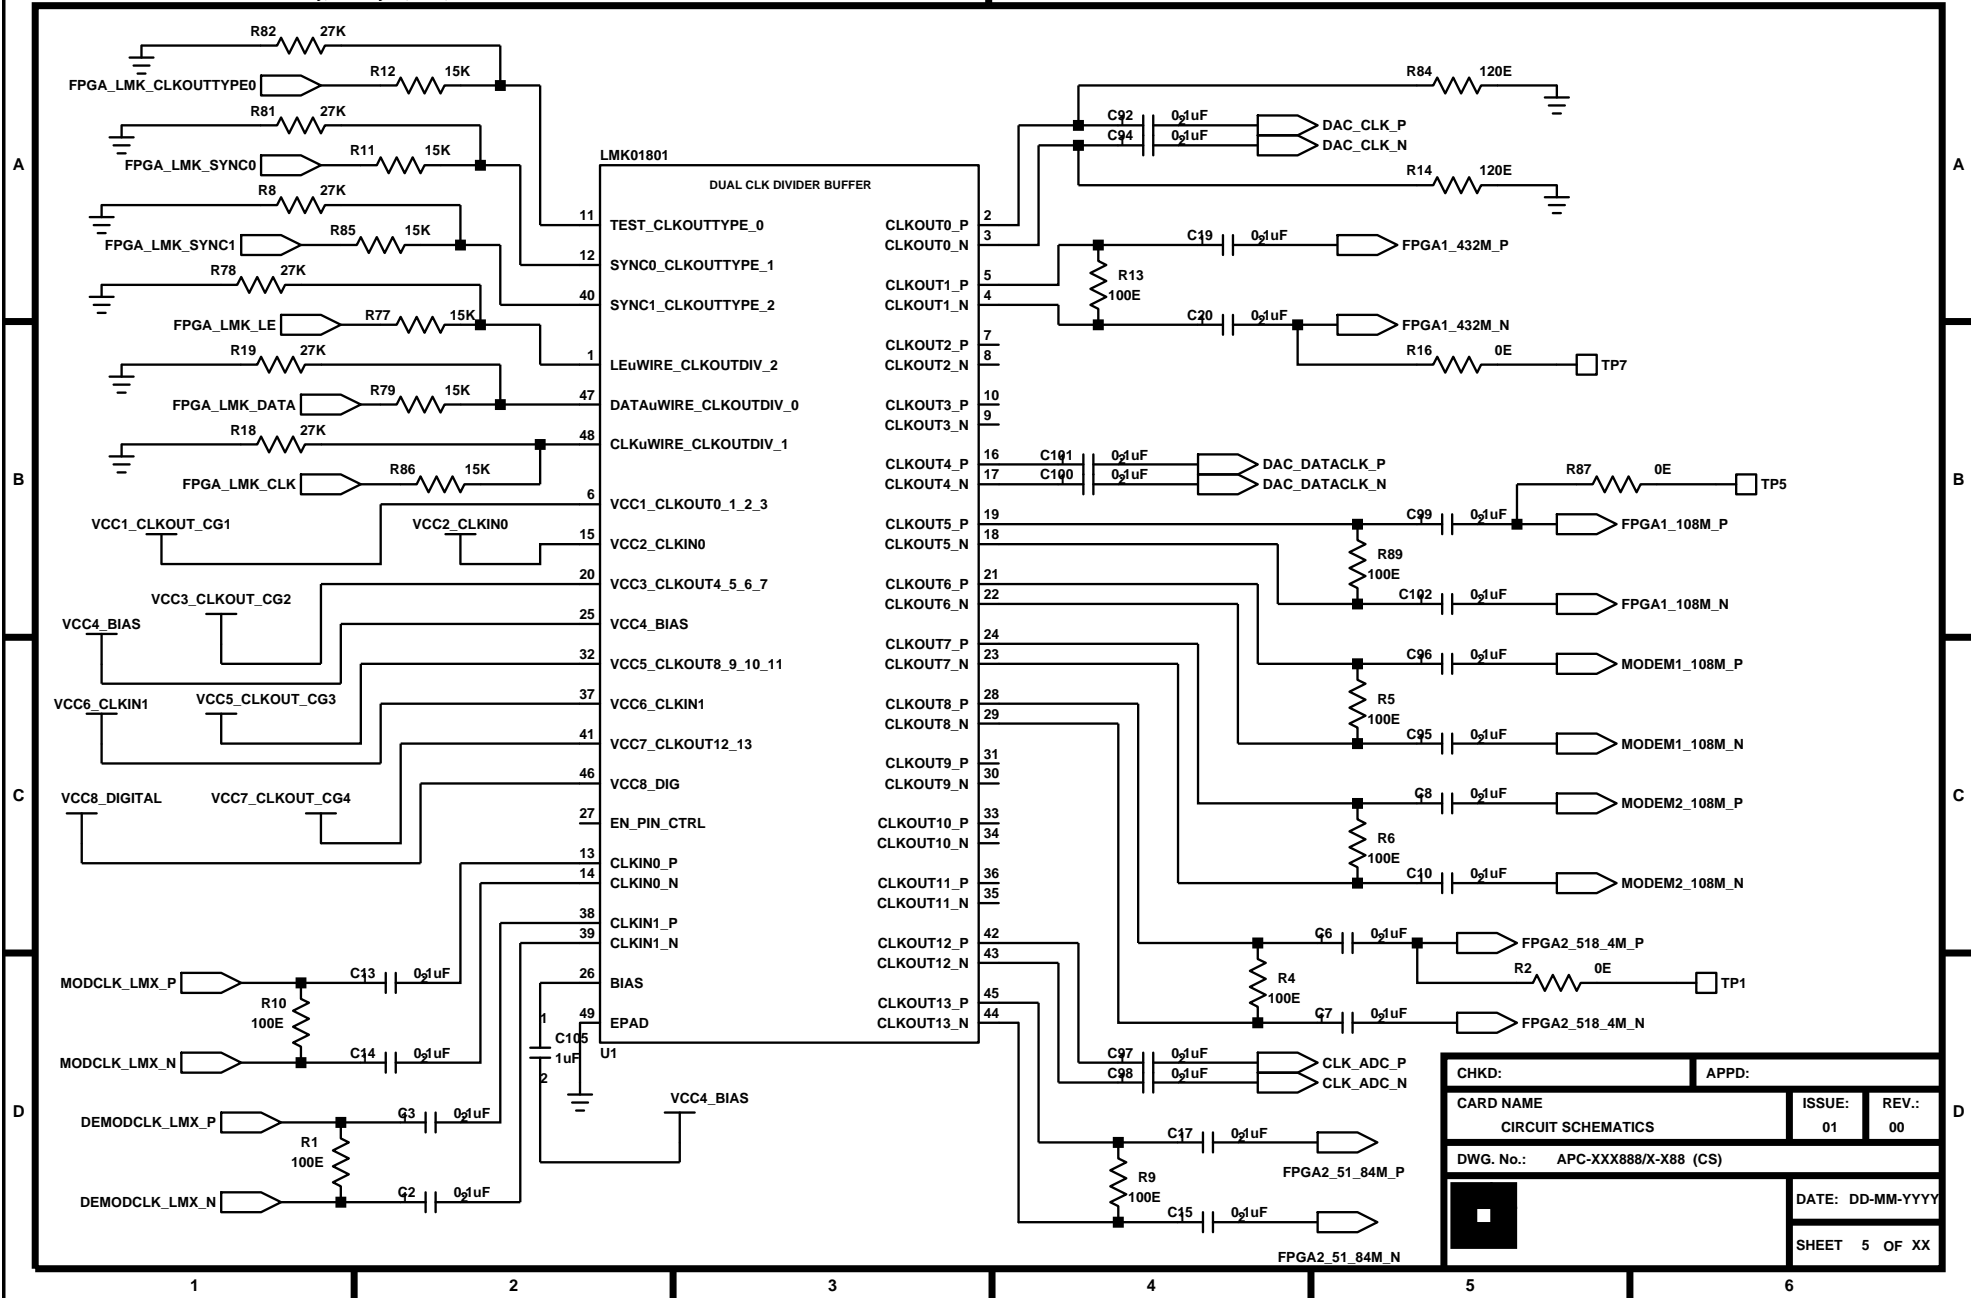 R82 27K
FPGA_LMK_CLKOUTTYPE0 R12 15K
R81 27K
FPGA_LMK_SYNC0 R11 15K
R8 27K
FPGA_LMK_SYNC1 R85 15K
R78 27K
FPGA_LMK_LE R77 15K
R19 27K
FPGA_LMK_DATA R79 15K
R18 27K
FPGA_LMK_CLK R86 15K
VCC1_CLKOUT_CG1 VCC2_CLKIN0
VCC3_CLKOUT_CG2
VCC4_BIAS
VCC5_CLKOUT_CG3
VCC6_CLKIN1
VCC8_DIGITAL VCC7_CLKOUT_CG4
MODCLK_LMX_P C13 0.1uF
R10
100E
MODCLK_LMX_N C14 0.1uF
DEMODCLK_LMX_P C3 0.1uF
R1
100E
DEMODCLK_LMX_N C2 0.1uF
1
C105
1uF
2
VCC4_BIAS
LMK01801
DUAL CLK DIVIDER BUFFER
11 TEST_CLKOUTTYPE_0
12 SYNC0_CLKOUTTYPE_1
40 SYNC1_CLKOUTTYPE_2
1 LEuWIRE_CLKOUTDIV_2
47 DATAuWIRE_CLKOUTDIV_0
48 CLKuWIRE_CLKOUTDIV_1
6 VCC1_CLKOUT0_1_2_3
15 VCC2_CLKIN0
20 VCC3_CLKOUT4_5_6_7
25 VCC4_BIAS
32 VCC5_CLKOUT8_9_10_11
37 VCC6_CLKIN1
41 VCC7_CLKOUT12_13
46 VCC8_DIG
27 EN_PIN_CTRL
13 CLKIN0_P
14 CLKIN0_N
38 CLKIN1_P
39 CLKIN1_N
26 BIAS
49 EPAD
U1
CLKOUT0_P 2
CLKOUT0_N 3
CLKOUT1_P 5
CLKOUT1_N 4
CLKOUT2_P 7
CLKOUT2_N 8
CLKOUT3_P 10
CLKOUT3_N 9
CLKOUT4_P 16
CLKOUT4_N 17
CLKOUT5_P 19
CLKOUT5_N 18
CLKOUT6_P 21
CLKOUT6_N 22
CLKOUT7_P 24
CLKOUT7_N 23
CLKOUT8_P 28
CLKOUT8_N 29
CLKOUT9_P 31
CLKOUT9_N 30
CLKOUT10_P 33
CLKOUT10_N 34
CLKOUT11_P 36
CLKOUT11_N 35
CLKOUT12_P 42
CLKOUT12_N 43
CLKOUT13_P 45
CLKOUT13_N 44
R84 120E
C92 0.1uF DAC_CLK_P
C94 0.1uF DAC_CLK_N
R14 120E
C19 0.1uF FPGA1_432M_P
R13
100E
C20 0.1uF FPGA1_432M_N
R16 0E TP7
C101 0.1uF DAC_DATACLK_P
C100 0.1uF DAC_DATACLK_N
R87 0E TP5
C99 0.1uF FPGA1_108M_P
R89
100E
C102 0.1uF FPGA1_108M_N
C96 0.1uF MODEM1_108M_P
R5
100E
C95 0.1uF MODEM1_108M_N
C8 0.1uF MODEM2_108M_P
R6
100E
C10 0.1uF MODEM2_108M_N
C6 0.1uF FPGA2_518_4M_P
R2 0E TP1
R4
100E
C7 0.1uF FPGA2_518_4M_N
C97 0.1uF CLK_ADC_P
C98 0.1uF CLK_ADC_N
C17 0.1uF
FPGA2_51_84M_P
R9
100E
C15 0.1uF
FPGA2_51_84M_N
CHKD: APPD:
CARD NAME
CIRCUIT SCHEMATICS
ISSUE: REV.:
01 00
DWG. No.: APC-XXX888/X-X88 (CS)
DATE: DD-MM-YYYY
SHEET 5 OF XX
A A
B B
C C
D D
1 2 3 4 5 6